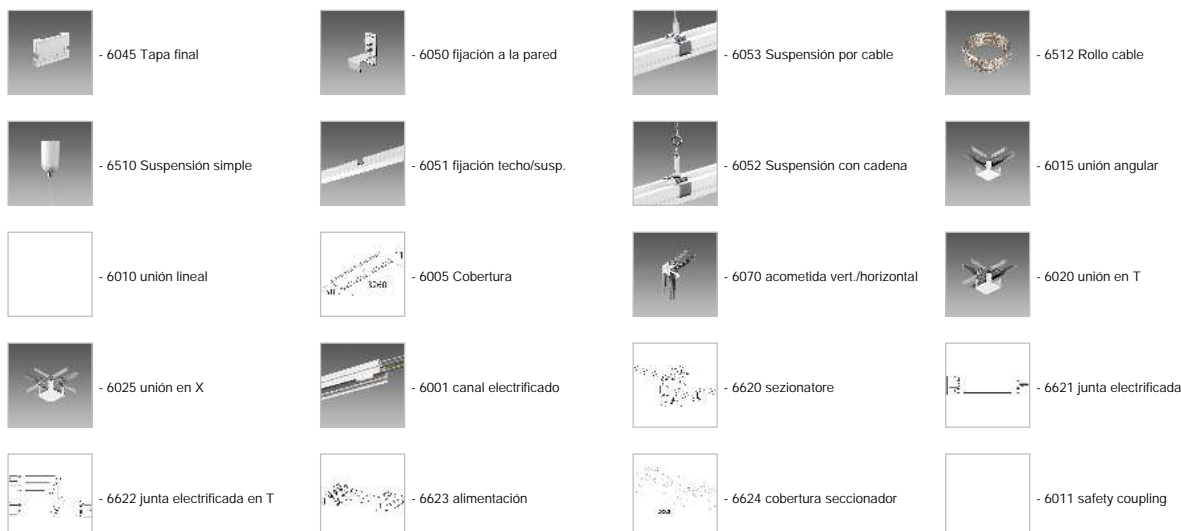 - 6045 Tapa final
- 6050 fijación a la pared
- 6053 Suspensión por cable
- 6512 Rollo cable
- 6510 Suspensión simple
- 6051 fijación techo/susp.
- 6052 Suspensión con cadena
- 6015 unión angular
- 6010 unión lineal
- 6005 Cobertura
- 6070 acometida vert./horizontal
- 6020 unión en T
- 6025 unión en X
- 6001 canal electrificado
- 6620 sezionatore
- 6621 junta electrificada
- 6622 junta electrificada en T
- 6623 alimentación
- 6624 cobertura seccionador
- 6011 safety coupling